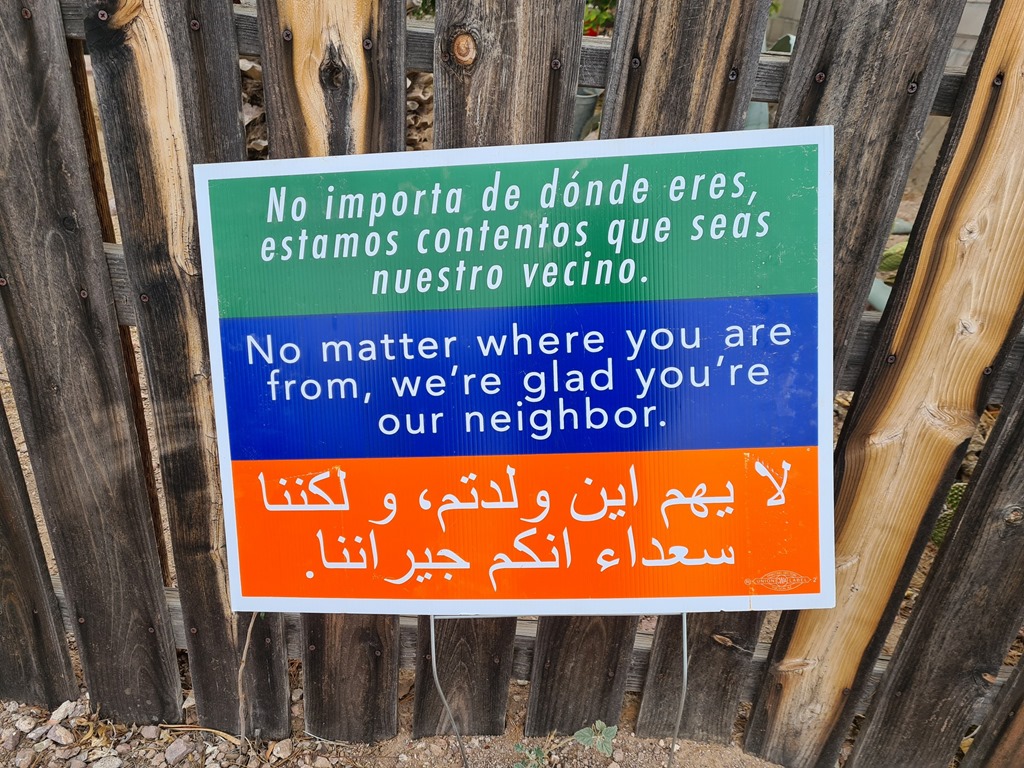 No importa de dónde eres,
estamos contentos que seas
nuestro vecino.
No matter where you are
from, we're glad you're
our neighbor.
لا يهم اين ولدتم، و لكننا
سعداء انكم جيراننا.